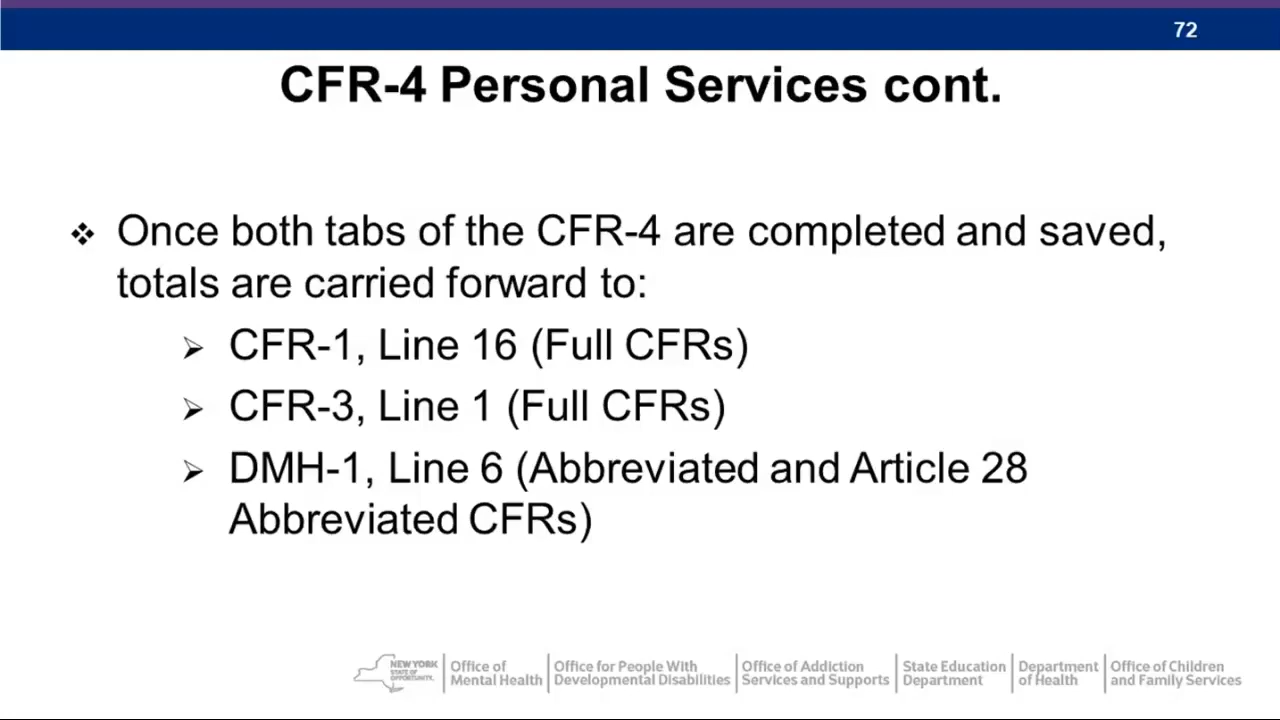 72
CFR-4 Personal Services cont.
❖ Once both tabs of the CFR-4 are completed and saved,
totals are carried forward to:
➢ CFR-1, Line 16 (Full CFRs)
➢ CFR-3, Line 1 (Full CFRs)
➢ DMH-1, Line 6 (Abbreviated and Article 28
Abbreviated CFRs)
NEW YORK
STATE OF
OPPORTUNITY.
Office of
Mental Health
Office for People With
Developmental Disabilities
Office of Addiction
Services and Supports
State Education
Department
Department
of Health
Office of Children
and Family Services